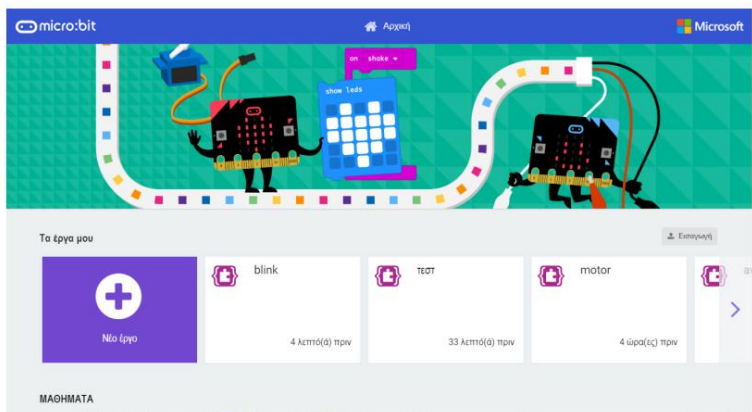 micro:bit
Αρχική
Microsoft
on shake
show leds
Τα έργα μου
Εισαγωγή
Νέο έργο
blink
4 λεπτό(ά) πριν
τεστ
33 λεπτό(ά) πριν
motor
4 ώρα(ες) πριν
ΜΑΘΗΜΑΤΑ